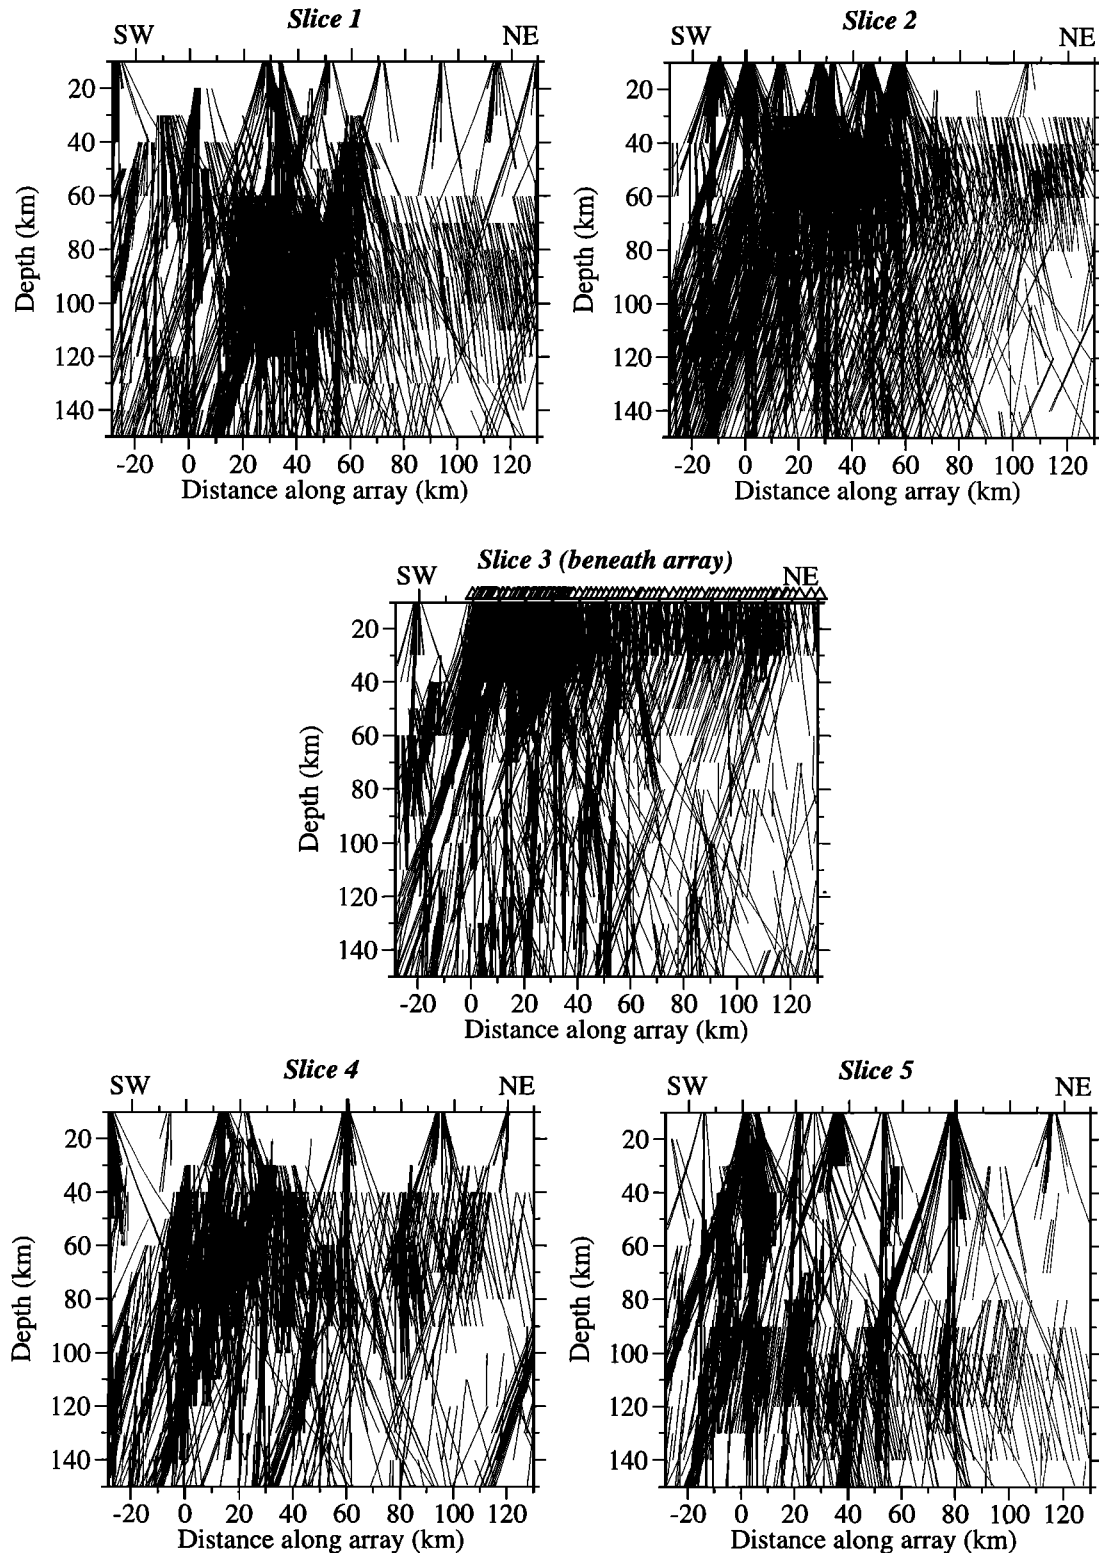 Slice 1
SW NE
20
40
60
80
100
120
140
Depth (km)
-20 0 20 40 60 80 100 120
Distance along array (km)
Slice 2
SW NE
20
40
60
80
100
120
140
Depth (km)
-20 0 20 40 60 80 100 120
Distance along array (km)
Slice 3 (beneath array)
SW NE
20
40
60
80
100
120
140
Depth (km)
-20 0 20 40 60 80 100 120
Distance along array (km)
Slice 4
SW NE
20
40
60
80
100
120
140
Depth (km)
-20 0 20 40 60 80 100 120
Distance along array (km)
Slice 5
SW NE
20
40
60
80
100
120
140
Depth (km)
-20 0 20 40 60 80 100 120
Distance along array (km)